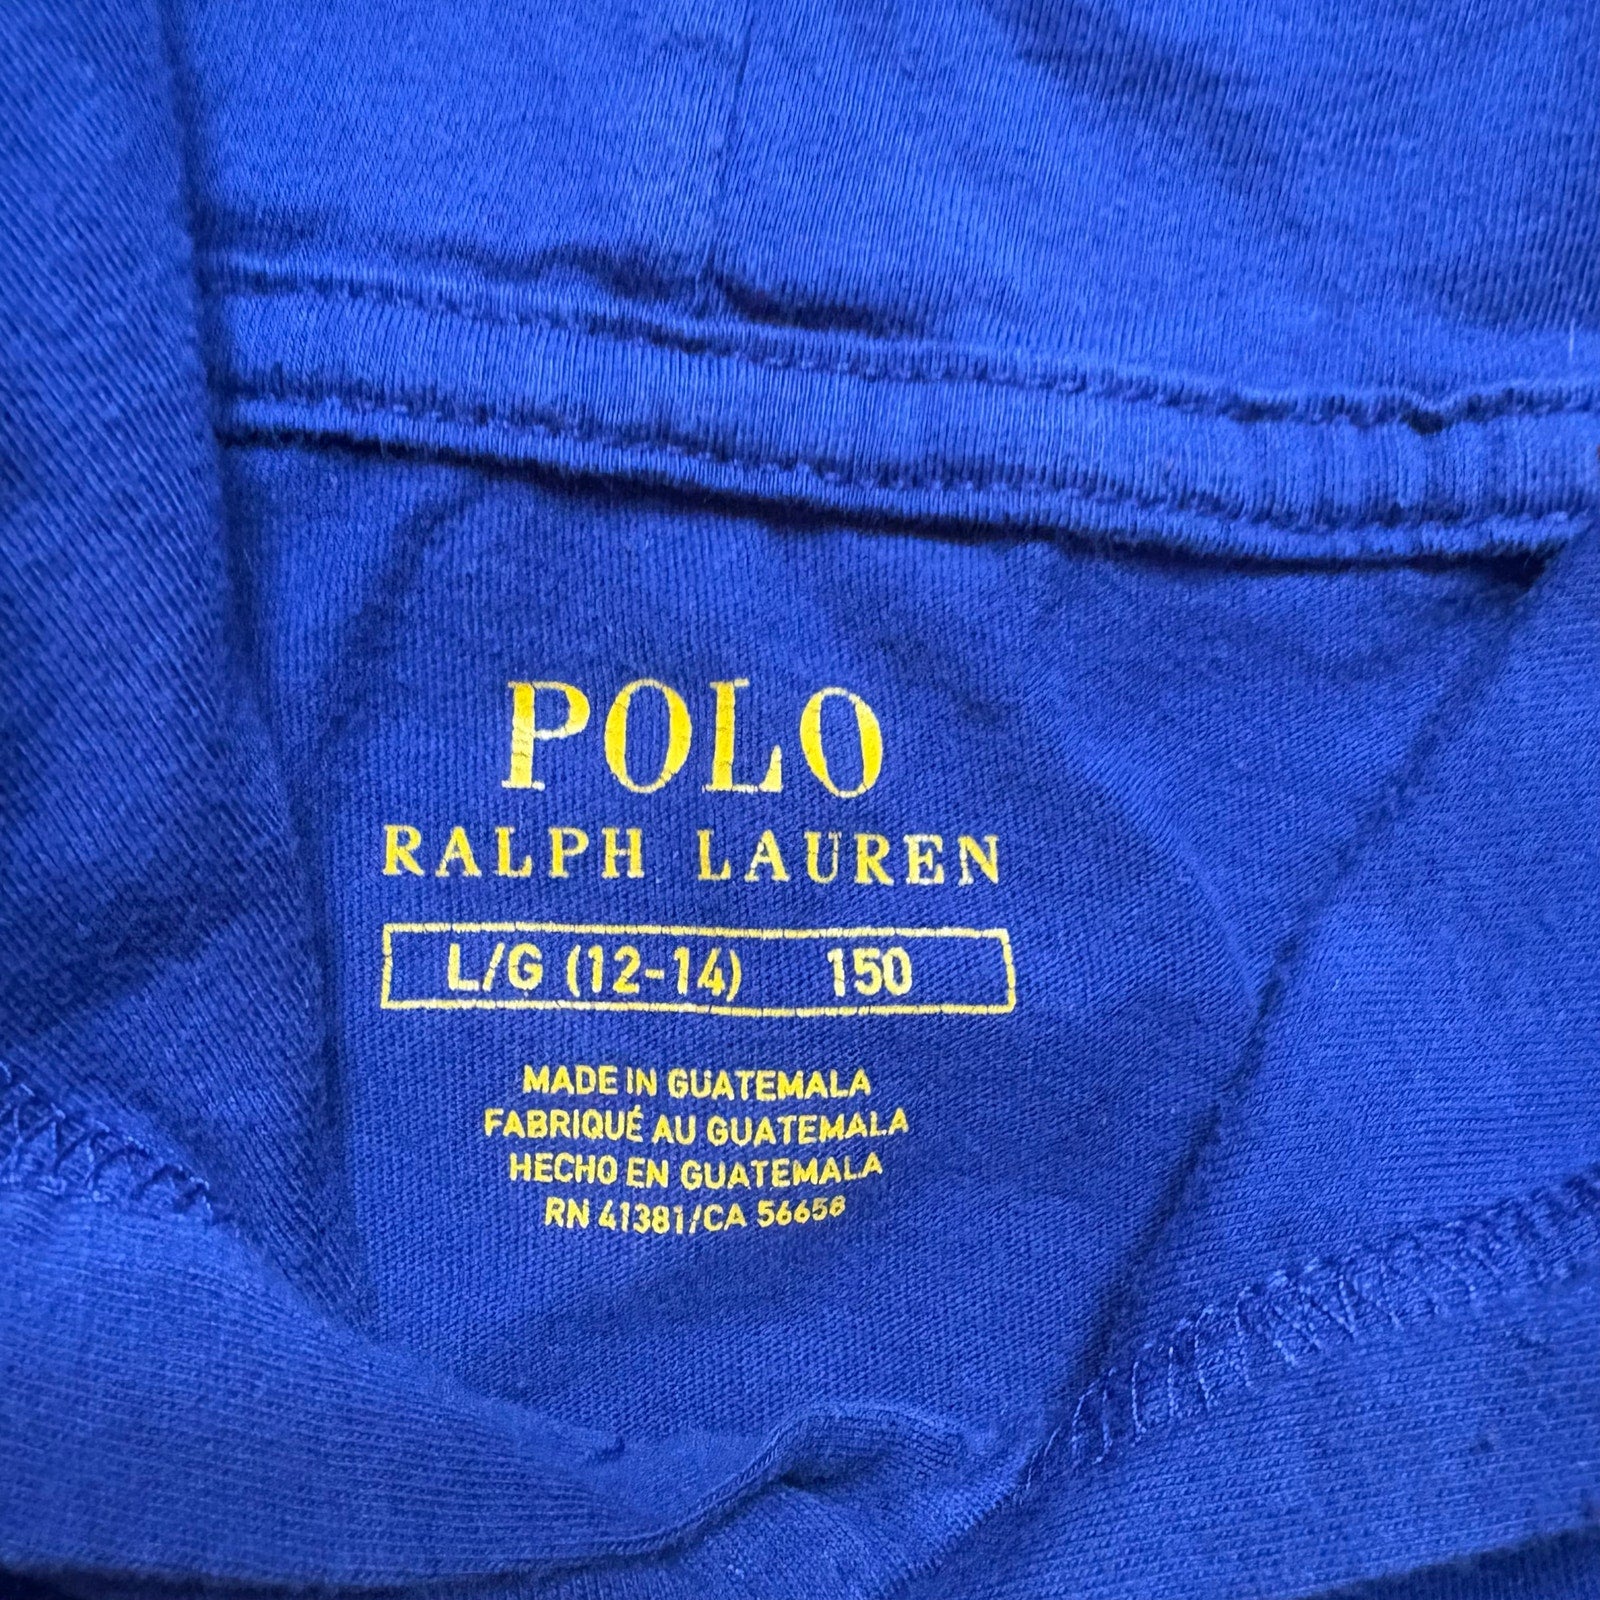 POLO
RALPH LAUREN
L/G (12-14) 150
MADE IN GUATEMALA
FABRIQUÉ AU GUATEMALA
HECHO EN GUATEMALA
RN 41381/CA 56658